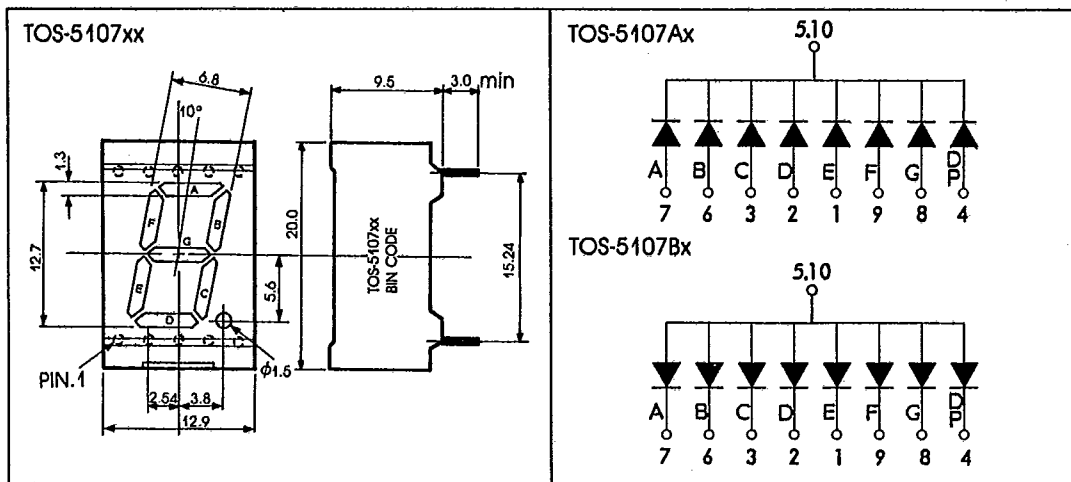 TOS-5107xx
6.8
10°
1.3
12.7
A
B
F
G
E
C
D
5.6
PIN.1
φ1.5
2.54
3.8
12.9
9.5
3.0 min
20.0
15.24
TOS-5107xx
BIN CODE
TOS-5107Ax
5.10
A B C D E F G DP
7 6 3 2 1 9 8 4
TOS-5107Bx
5.10
A B C D E F G DP
7 6 3 2 1 9 8 4